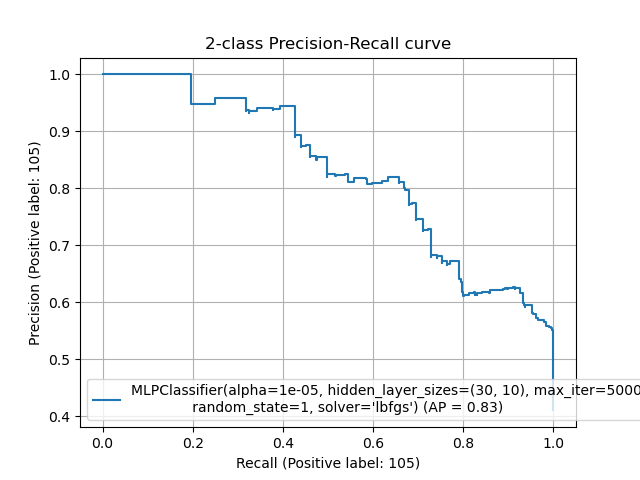 2-class Precision-Recall curve
1.0
0.9
0.8
0.7
0.6
0.5
0.4
Precision (Positive label: 105)
MLPClassifier(alpha=1e-05, hidden_layer_sizes=(30, 10), max_iter=5000
random_state=1, solver='lbfgs') (AP = 0.83)
0.0 0.2 0.4 0.6 0.8 1.0
Recall (Positive label: 105)